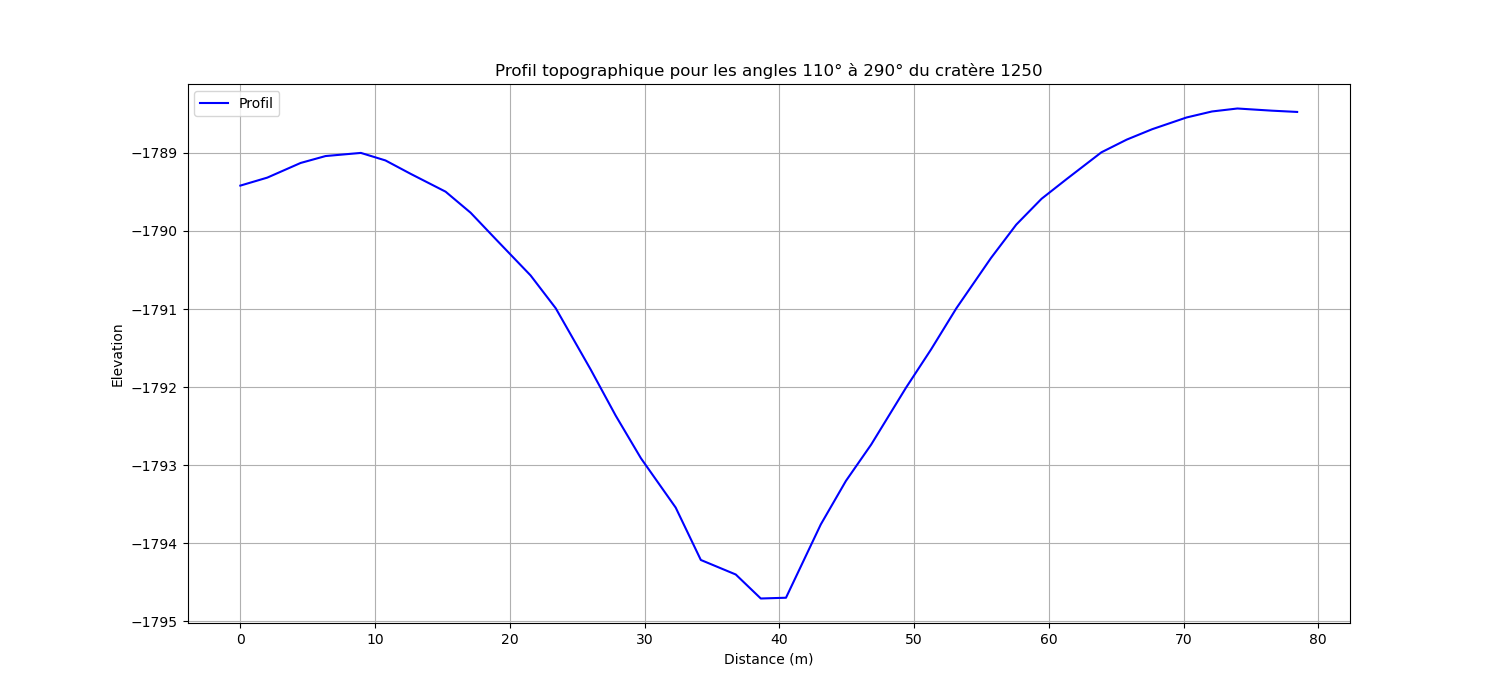 Profil topographique pour les angles 110° à 290° du cratère 1250
Profil
−1789
−1790
−1791
−1792
−1793
−1794
−1795
Elevation
0 10 20 30 40 50 60 70 80
Distance (m)